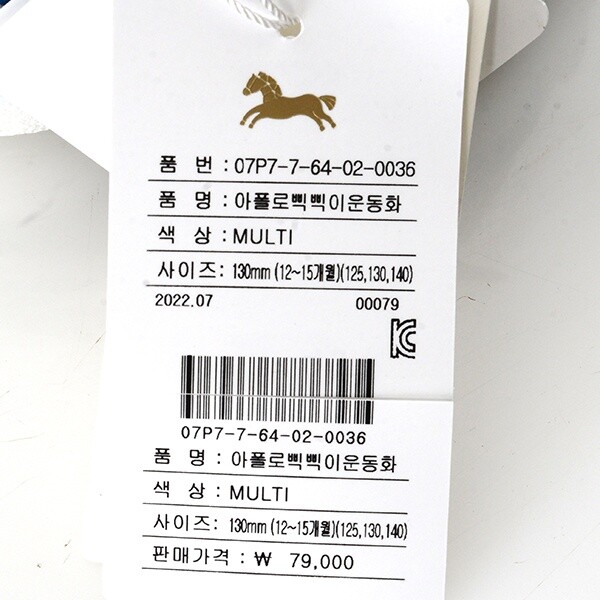 품 번 : 07P7-7-64-02-0036
품 명 : 아폴로삑삑이운동화
색 상 : MULTI
사이즈: 130mm (12~15개월)(125,130,140)
2022.07 00079
07P7-7-64-02-0036
품 명 : 아폴로삑삑이운동화
색 상 : MULTI
사이즈: 130mm (12~15개월)(125,130,140)
판매가격 : ₩ 79,000